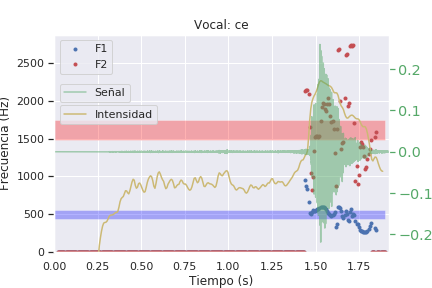 Vocal: ce
F1
F2
Señal
Intensidad
Frecuencia (Hz)
2500
2000
1500
1000
500
0
0.2
0.1
0.0
−0.1
−0.2
0.00 0.25 0.50 0.75 1.00 1.25 1.50 1.75
Tiempo (s)